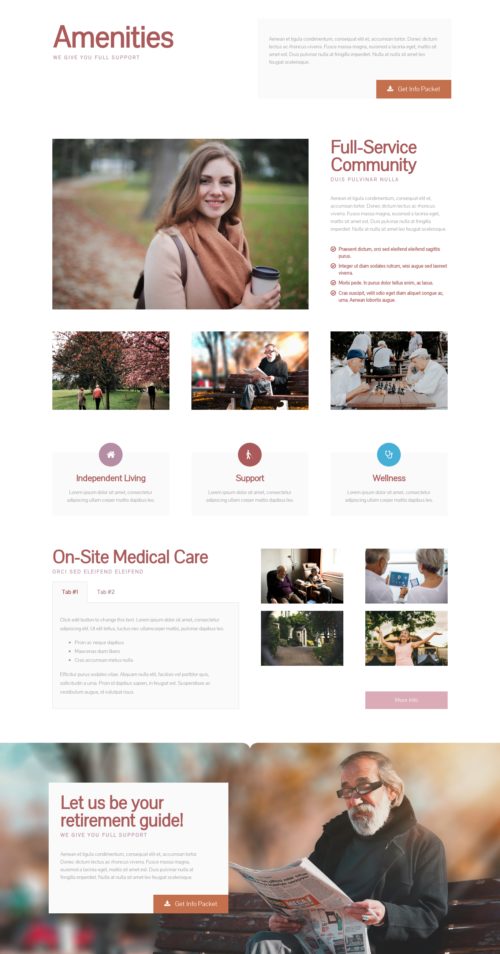 Amenities
WE GIVE YOU FULL SUPPORT
Aenean et ligula condimentum, consequat elit et, accumsan tortor. Donec dictum
lectus ac rhoncus viverra. Fusce massa magna, euismod a lacinia eget, mattis sit
amet elit. Duis pulvinar nulla at fringilla imperdiet. Nulla at nulla sit amet leo
feugiat scelerisque.
Get Info Packet
Full-Service
Community
DUIS PULVINAR NULLA
Aenean et ligula condimentum, consequat elit et,
accumsan tortor. Donec dictum lectus ac rhoncus
viverra. Fusce massa magna, euismod a lacinia
eget, mattis sit amet elit. Duis pulvinar nulla at fringilla
imperdiet. Nulla at nulla sit amet leo scelerisque.
Praesent dictum, orci sed eleifend sagittis
purus.
Integer ut diam sodales rutrum, wisi augue sed laoreet
viverra.
Morbi pede. In purus dolor tellus enim, ac lacus.
Cras suscipit, velit odio eget diam aliquet congue ac,
urna. Aenean lobortis augue.
Independent Living
Lorem ipsum dolor sit amet, consectetur
adipiscing ullam corper mattis dapibus leo.
Support
Lorem ipsum dolor sit amet, consectetur
adipiscing ullam corper mattis dapibus leo.
Wellness
Lorem ipsum dolor sit amet, consectetur
adipiscing ullam corper mattis dapibus leo.
On-Site Medical Care
ORCI SED ELEIFEND ELEIFEND
Tab #1 Tab #2
Click edit button to change this text. Lorem ipsum dolor sit amet, consectetur
adipiscing elit. Ut elit tellus, luctus nec ullamcorper mattis, pulvinar dapibus leo.
Proin ac neque dapibus
Maecenas diam libero
Cras accumsan metus nulla
Efficitur purus sodales vitae. Aliquam nulla elit, facilisis vel porttitor quis,
sollicitudin a urna. Proin id dapibus sapien, in feugiat est. Suspendisse ac
vestibulum augue, et volutpat risus.
More Info
Let us be your
retirement guide!
WE GIVE YOU FULL SUPPORT
Aenean et ligula condimentum, consequat elit et, accumsan tortor.
Donec dictum lectus ac rhoncus viverra. Fusce massa magna,
euismod a lacinia eget, mattis sit amet elit. Duis pulvinar nulla at
fringilla imperdiet. Nulla at nulla sit amet leo feugiat scelerisque.
Get Info Packet